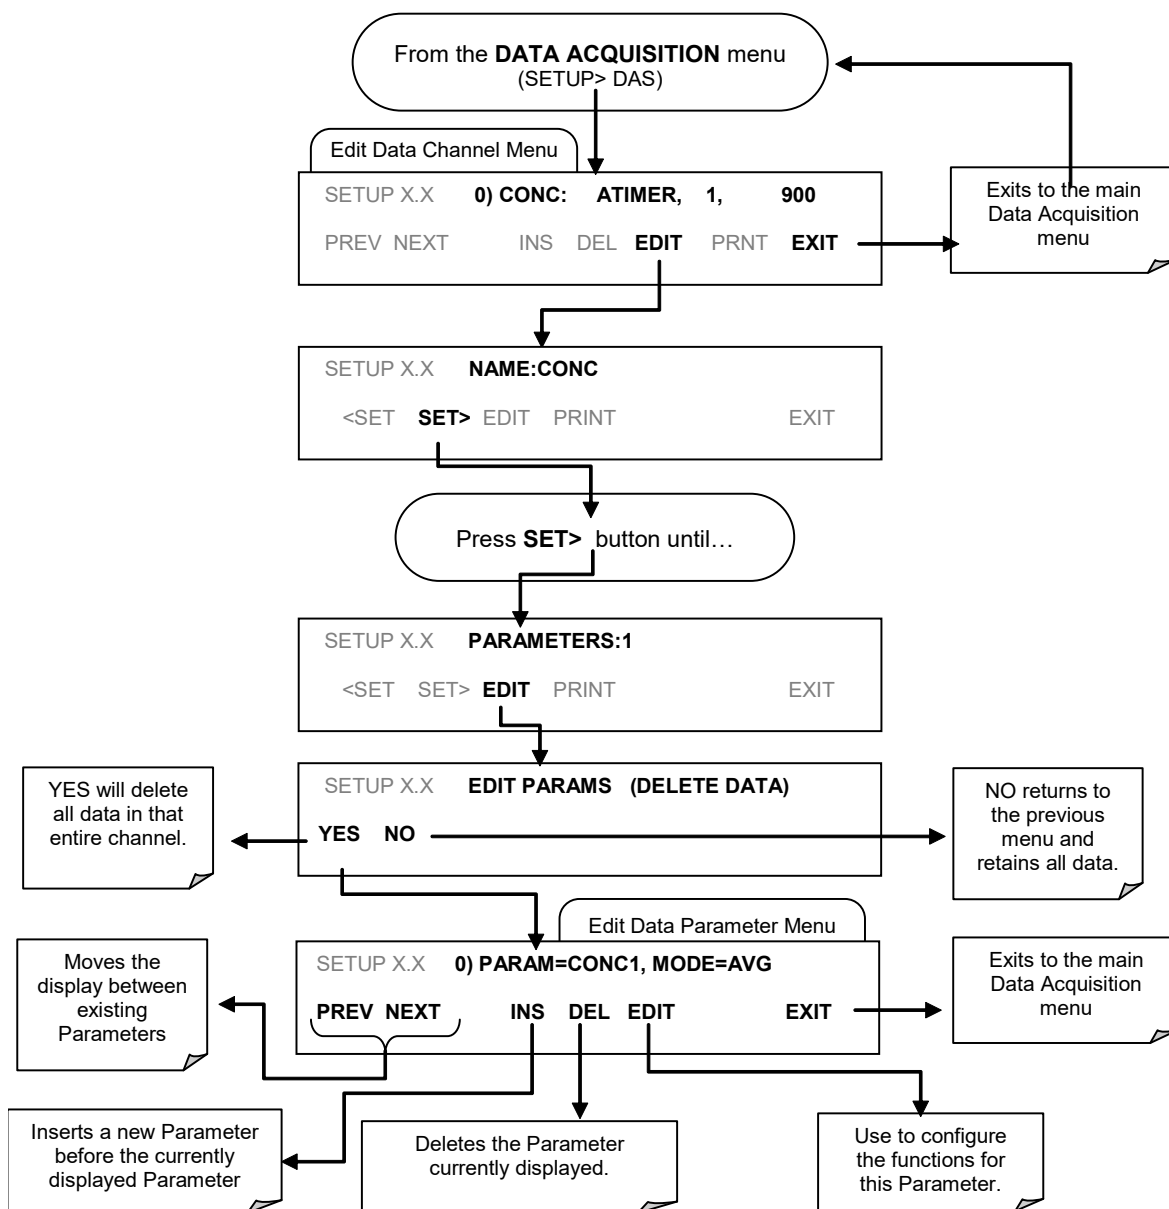 From the DATA ACQUISITION menu
(SETUP> DAS)
Edit Data Channel Menu
SETUP X.X 0) CONC: ATIMER, 1, 900
PREV NEXT INS DEL EDIT PRNT EXIT
Exits to the main
Data Acquisition
menu
SETUP X.X NAME:CONC
<SET SET> EDIT PRINT EXIT
Press SET> button until…
SETUP X.X PARAMETERS:1
<SET SET> EDIT PRINT EXIT
YES will delete
all data in that
entire channel.
SETUP X.X EDIT PARAMS (DELETE DATA)
YES NO
NO returns to
the previous
menu and
retains all data.
Edit Data Parameter Menu
Moves the
display between
existing
Parameters
SETUP X.X 0) PARAM=CONC1, MODE=AVG
PREV NEXT INS DEL EDIT EXIT
Exits to the main
Data Acquisition
menu
Inserts a new Parameter
before the currently
displayed Parameter
Deletes the Parameter
currently displayed.
Use to configure
the functions for
this Parameter.